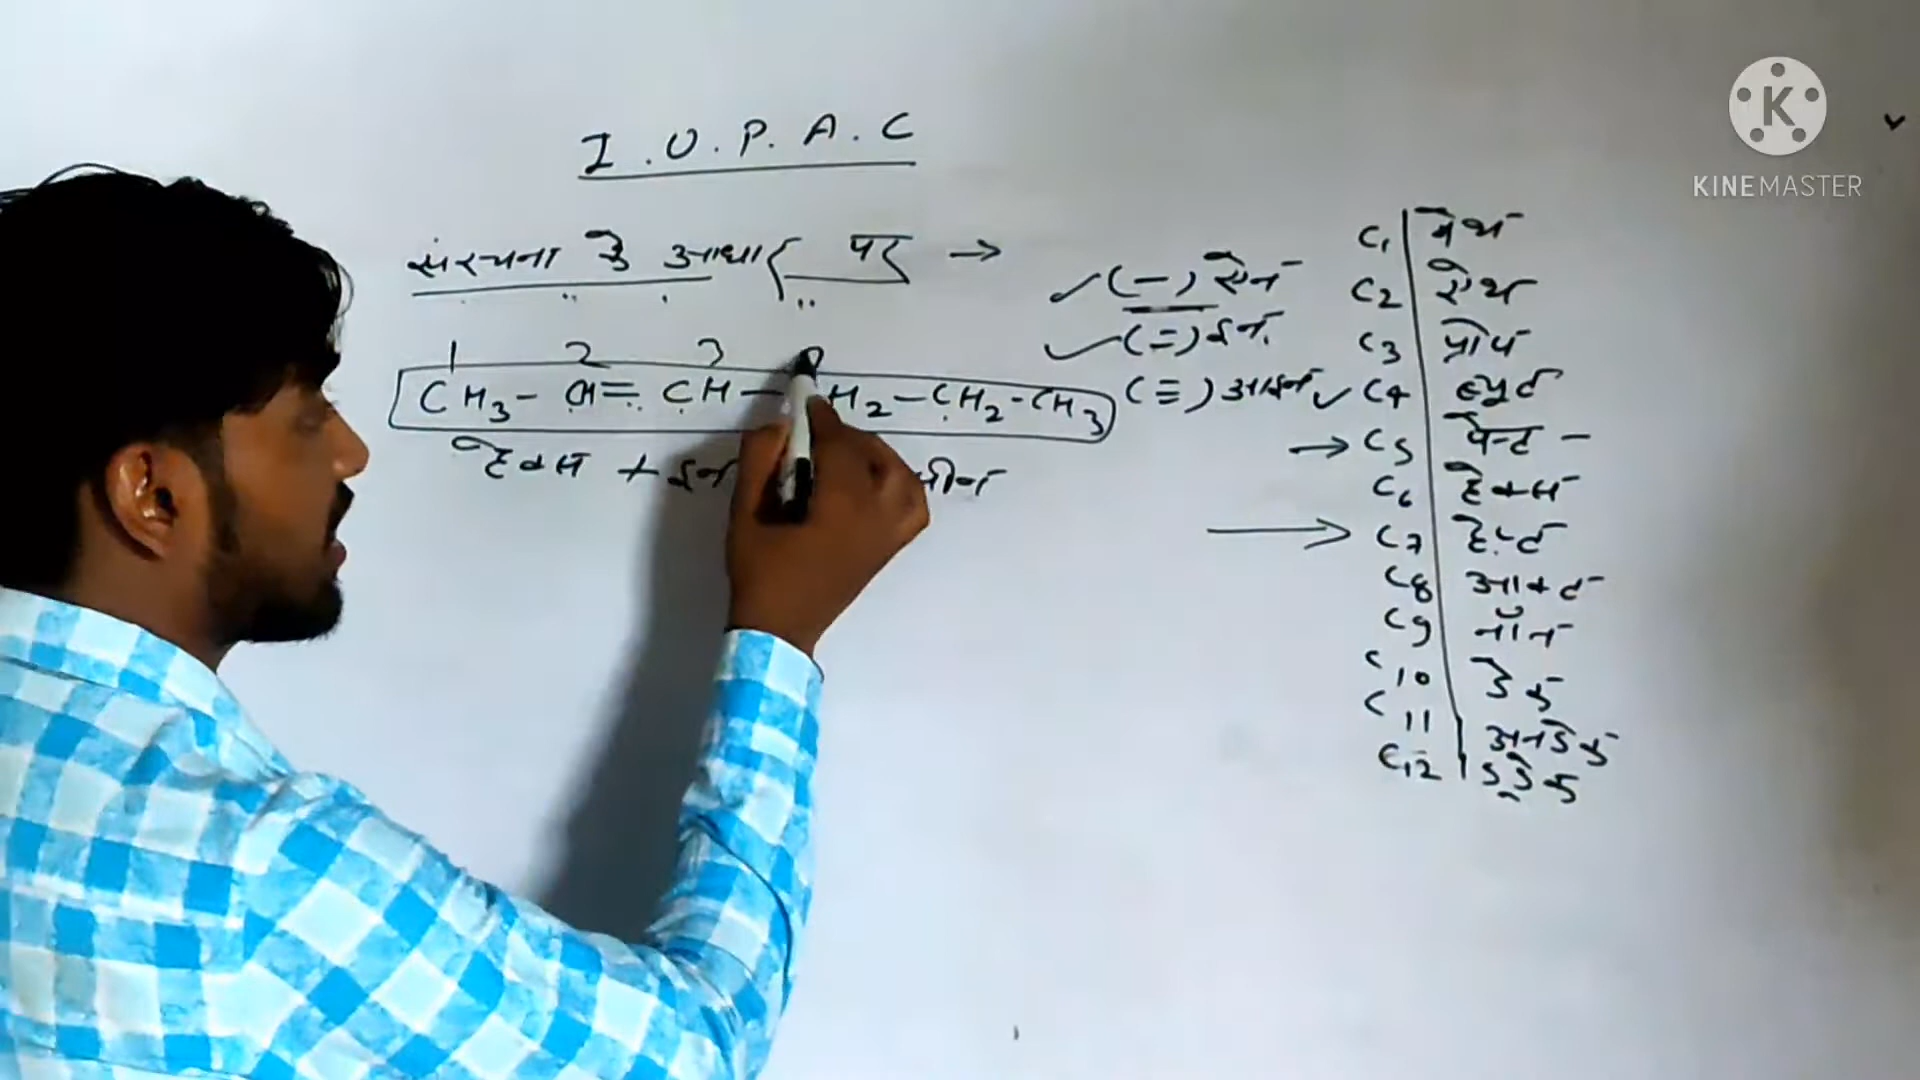 I.U.P.A.C
संरचना के आधार पर →
✓ (–) ऐन
✓ (=) ईन
(≡) आईन
1 2 3
CH3 - CH = CH - H2 - CH2 - CH3
हैक्स + ईन
C1 मेथ
C2 ऐथ
C3 प्रोप
✓ C4 ब्युट
→ C5 पेन्ट –
C6 हैक्स
→ C7 हैप्ट
C8 आक्ट
C9 नॉन
C10 डेक
C11 अनडेक
C12 डुडेक
KINEMASTER